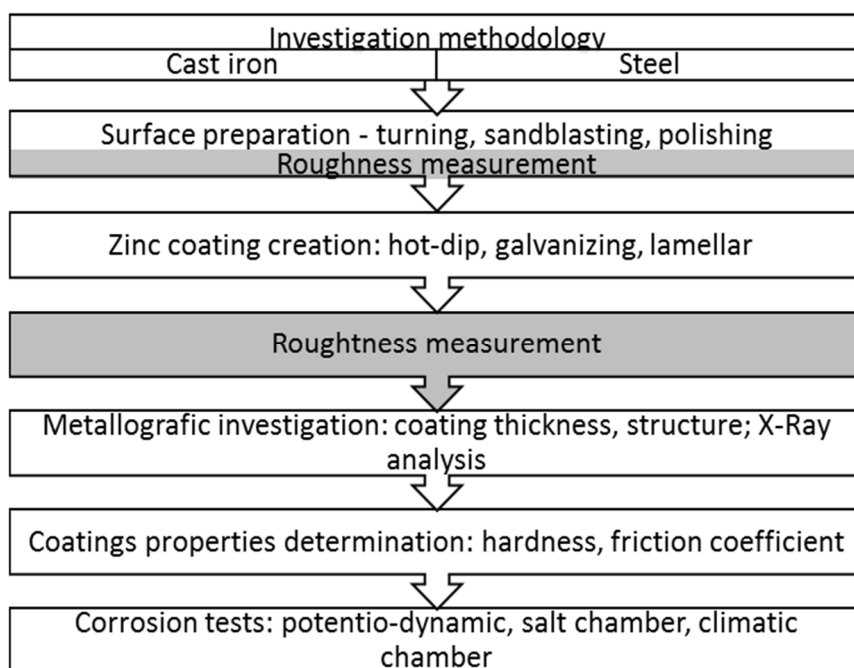 Investigation methodology
Cast iron
Steel
Surface preparation - turning, sandblasting, polishing
Roughness measurement
Zinc coating creation: hot-dip, galvanizing, lamellar
Roughtness measurement
Metallografic investigation: coating thickness, structure; X-Ray
analysis
Coatings properties determination: hardness, friction coefficient
Corrosion tests: potentio-dynamic, salt chamber, climatic
chamber